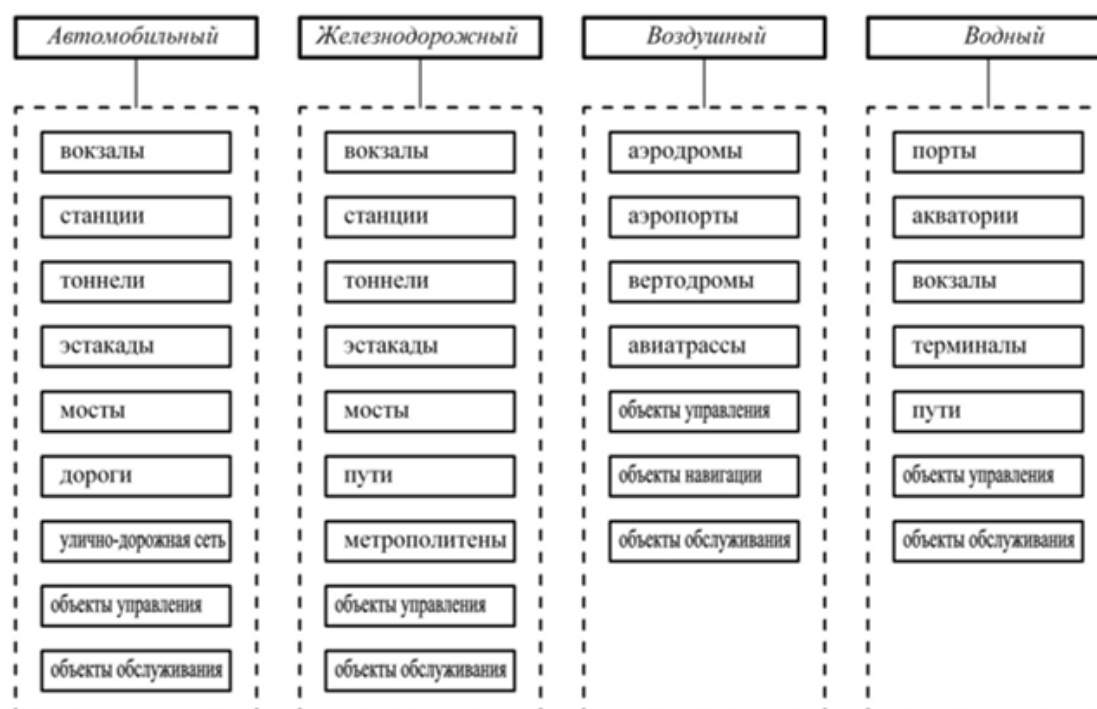 Автомобильный
вокзалы
станции
тоннели
эстакады
мосты
дороги
улично-дорожная сеть
объекты управления
объекты обслуживания
Железнодорожный
вокзалы
станции
тоннели
эстакады
мосты
пути
метрополитены
объекты управления
объекты обслуживания
Воздушный
аэродромы
аэропорты
вертодромы
авиатрассы
объекты управления
объекты навигации
объекты обслуживания
Водный
порты
акватории
вокзалы
терминалы
пути
объекты управления
объекты обслуживания